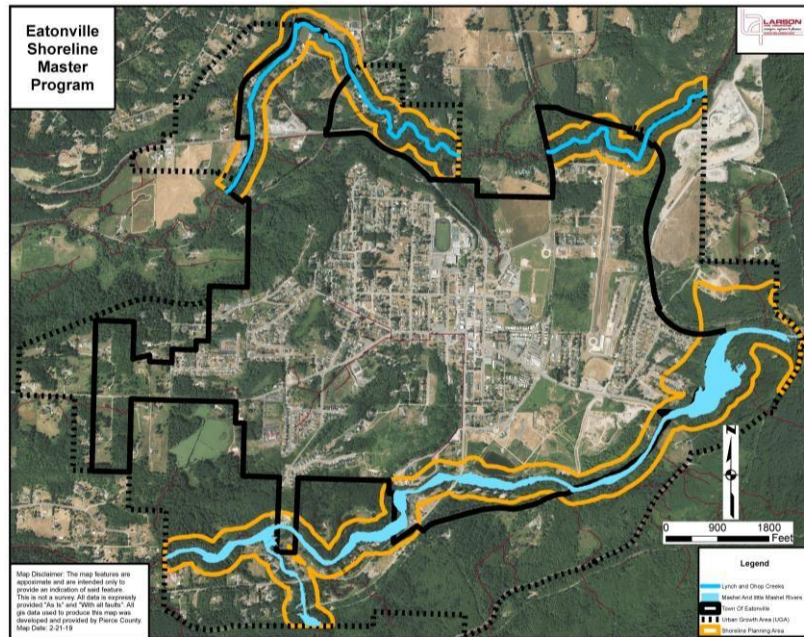 Eatonville
Shoreline
Master
Program
LARSON
N
0 900 1800
Feet
Legend
Lynch and Ohop Creeks
Mashel And little Mashel Rivers
Town Of Eatonville
Urban Growth Area (UGA)
Shoreline Planning Area
Map Disclaimer: The map features are
approximate and are intended only to
provide an indication of said feature.
This is not a survey. All data is expressly
provided "As Is" and "With all faults". All
gis data used to produce this map was
developed and provided by Pierce County.
Map Date: 2-21-19